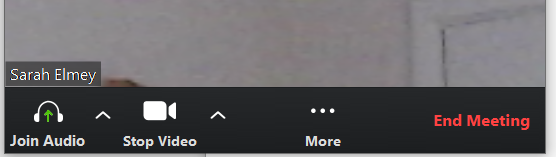 Sarah Elmey
Join Audio
Stop Video
More
End Meeting